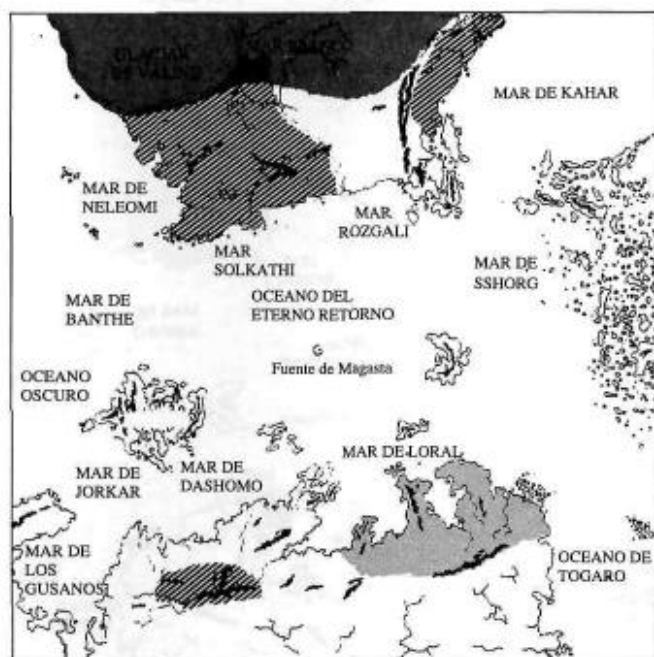 GLACIAR
DE VALIND
MAR BLANCO
MAR DE KAHAR
MAR DE
NELEOMI
MAR
ROZGALI
MAR
SOLKATHI
MAR DE
SSHORG
MAR DE
BANTHE
OCEANO DEL
ETERNO RETORNO
Fuente de Magasta
OCEANO
OSCURO
MAR DE LORAL
MAR DE
JORKAR
MAR DE
DASHOMO
MAR DE
LOS
GUSANOS
OCEANO DE
TOGARO